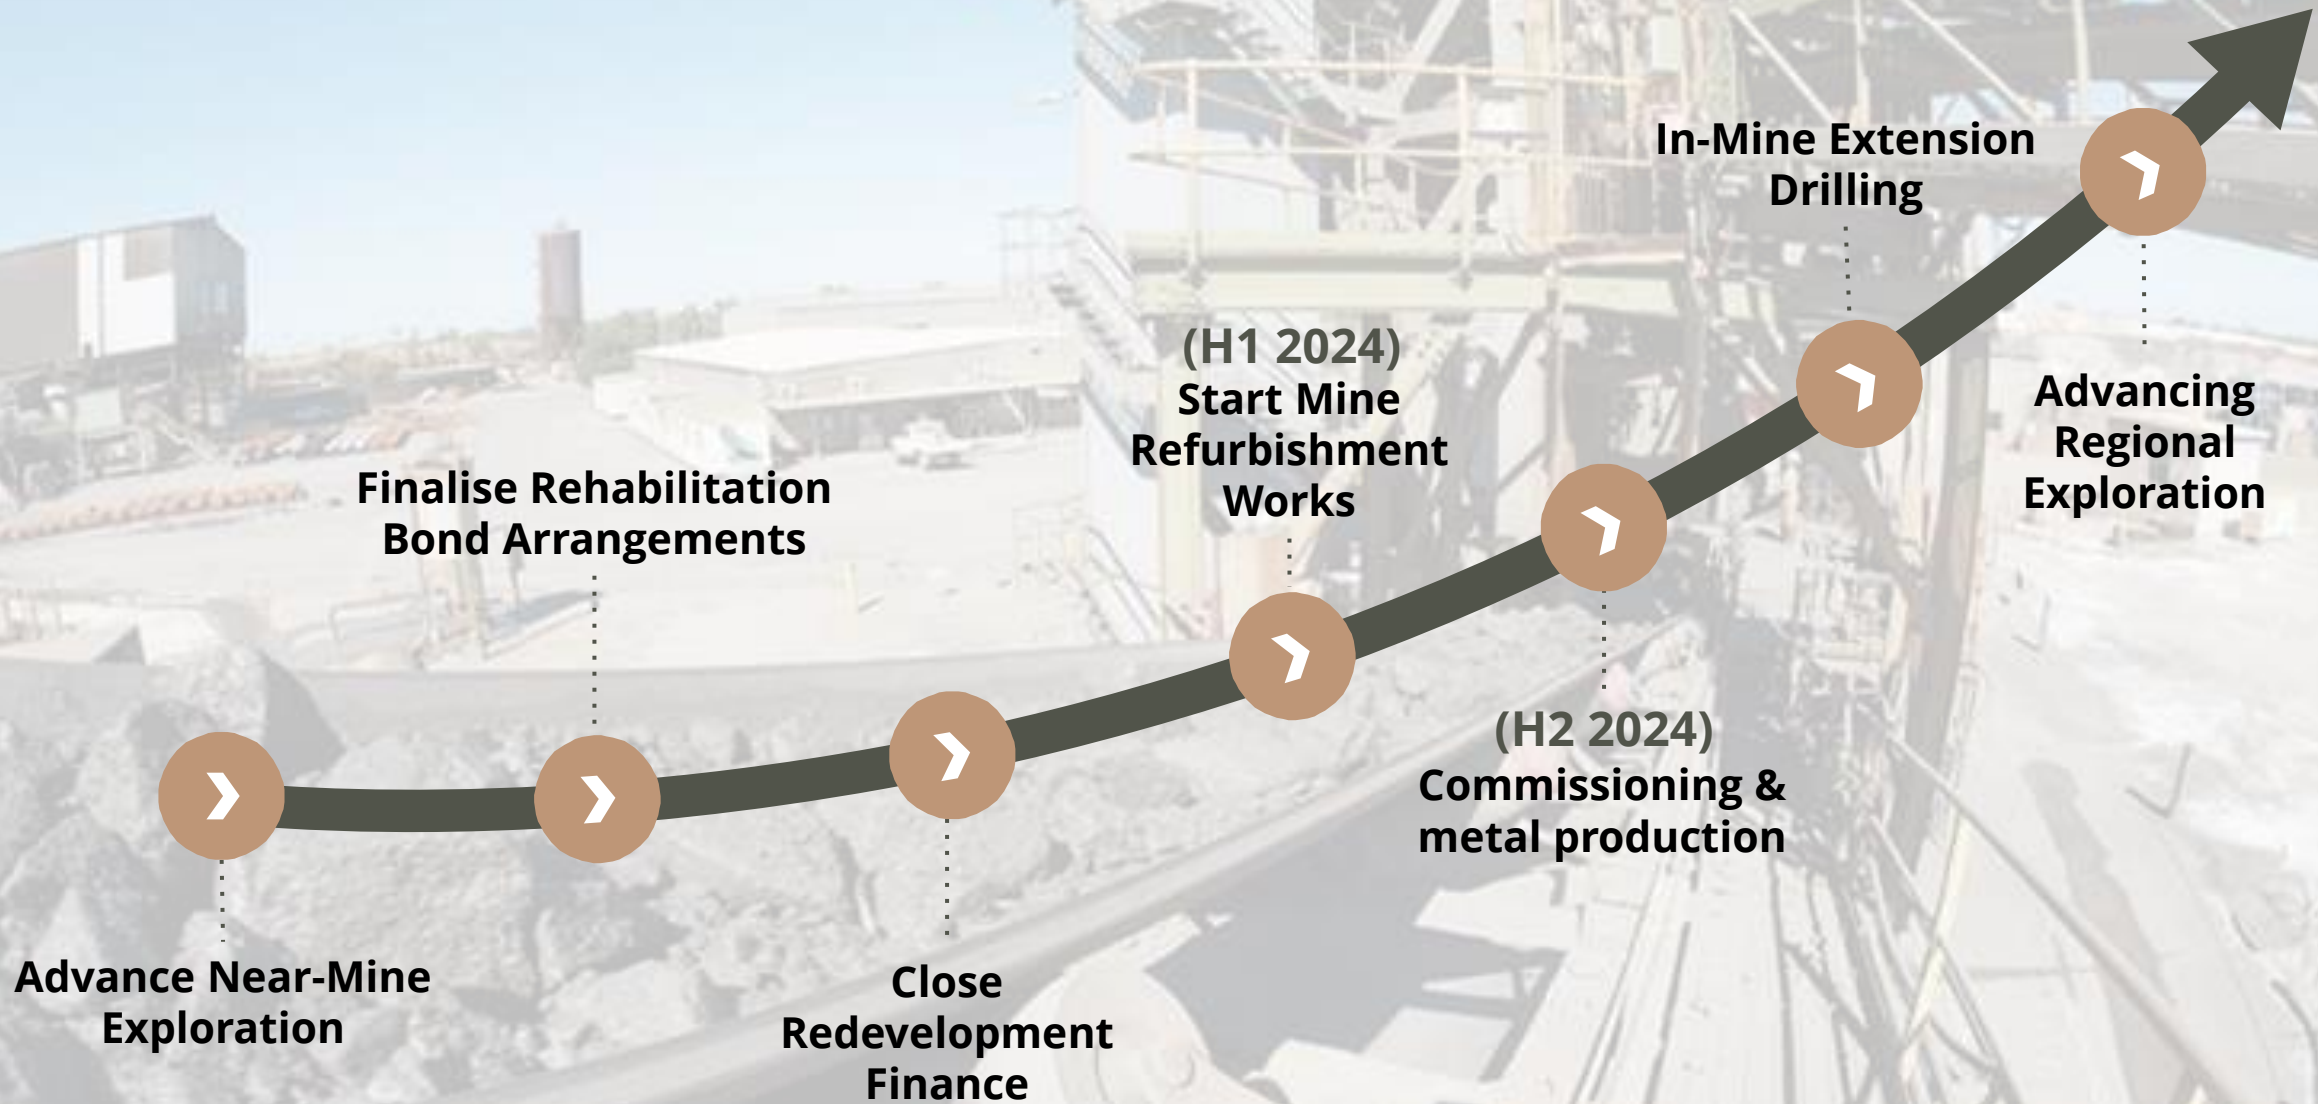 Advance Near-Mine
Exploration
Finalise Rehabilitation
Bond Arrangements
Close
Redevelopment
Finance
(H1 2024)
Start Mine
Refurbishment
Works
(H2 2024)
Commissioning &
metal production
In-Mine Extension
Drilling
Advancing
Regional
Exploration